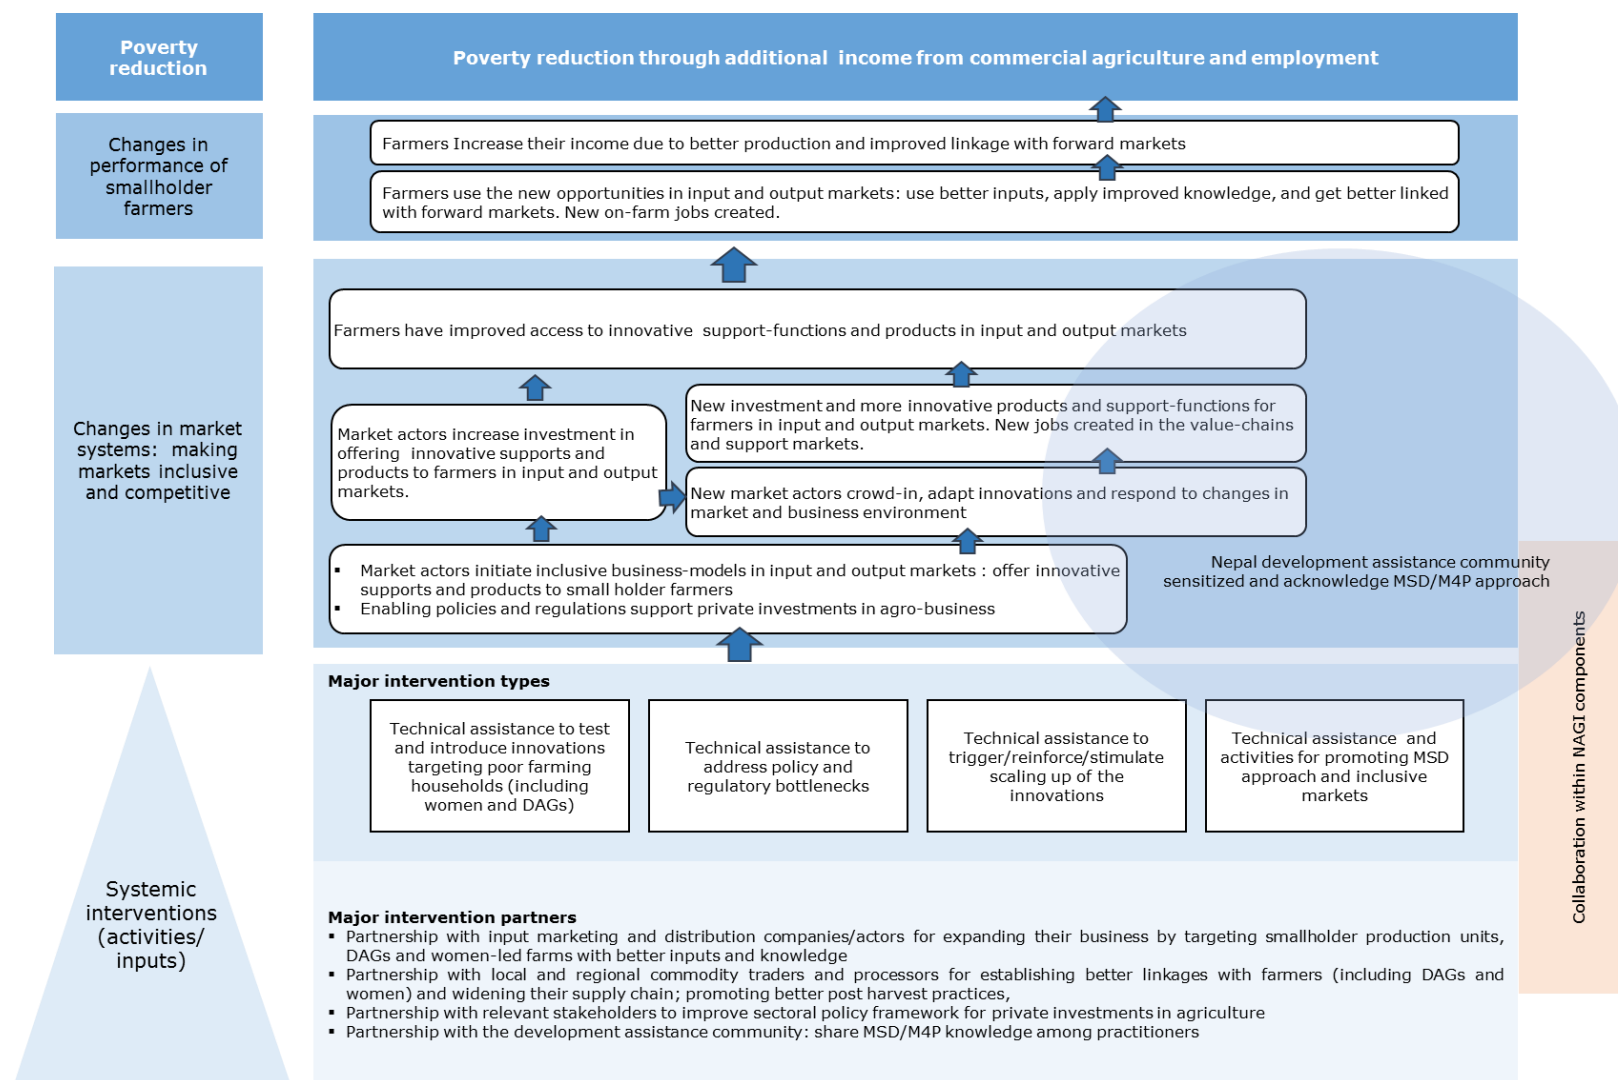 Poverty
reduction
Poverty reduction through additional income from commercial agriculture and employment
Changes in
performance of
smallholder
farmers
Farmers Increase their income due to better production and improved linkage with forward markets
Farmers use the new opportunities in input and output markets: use better inputs, apply improved knowledge, and get better linked
with forward markets. New on-farm jobs created.
Changes in market
systems: making
markets inclusive
and competitive
Farmers have improved access to innovative support-functions and products in input and output markets
Market actors increase investment in
offering innovative supports and
products to farmers in input and output
markets.
New investment and more innovative products and support-functions for
farmers in input and output markets. New jobs created in the value-chains
and support markets.
New market actors crowd-in, adapt innovations and respond to changes in
market and business environment
▪ Market actors initiate inclusive business-models in input and output markets : offer innovative
supports and products to small holder farmers
▪ Enabling policies and regulations support private investments in agro-business
Nepal development assistance community
sensitized and acknowledge MSD/M4P approach
Collaboration within NAGI components
Systemic
interventions
(activities/
inputs)
Major intervention types
Technical assistance to test
and introduce innovations
targeting poor farming
households (including
women and DAGs)
Technical assistance to
address policy and
regulatory bottlenecks
Technical assistance to
trigger/reinforce/stimulate
scaling up of the
innovations
Technical assistance and
activities for promoting MSD
approach and inclusive
markets
Major intervention partners
▪ Partnership with input marketing and distribution companies/actors for expanding their business by targeting smallholder production units,
DAGs and women-led farms with better inputs and knowledge
▪ Partnership with local and regional commodity traders and processors for establishing better linkages with farmers (including DAGs and
women) and widening their supply chain; promoting better post harvest practices,
▪ Partnership with relevant stakeholders to improve sectoral policy framework for private investments in agriculture
▪ Partnership with the development assistance community: share MSD/M4P knowledge among practitioners